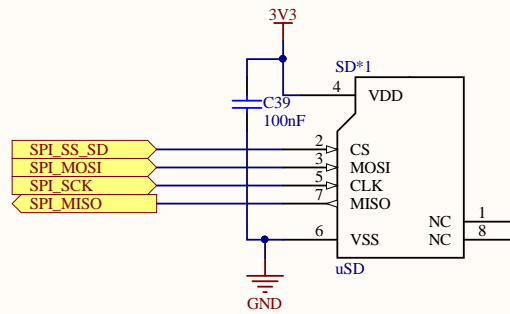 3V3
SD*1
4 VDD
C39
100nF
SPI_SS_SD 2 CS
SPI_MOSI 3 MOSI
SPI_SCK 5 CLK
SPI_MISO 7 MISO
NC 1
6 VSS NC 8
uSD
GND